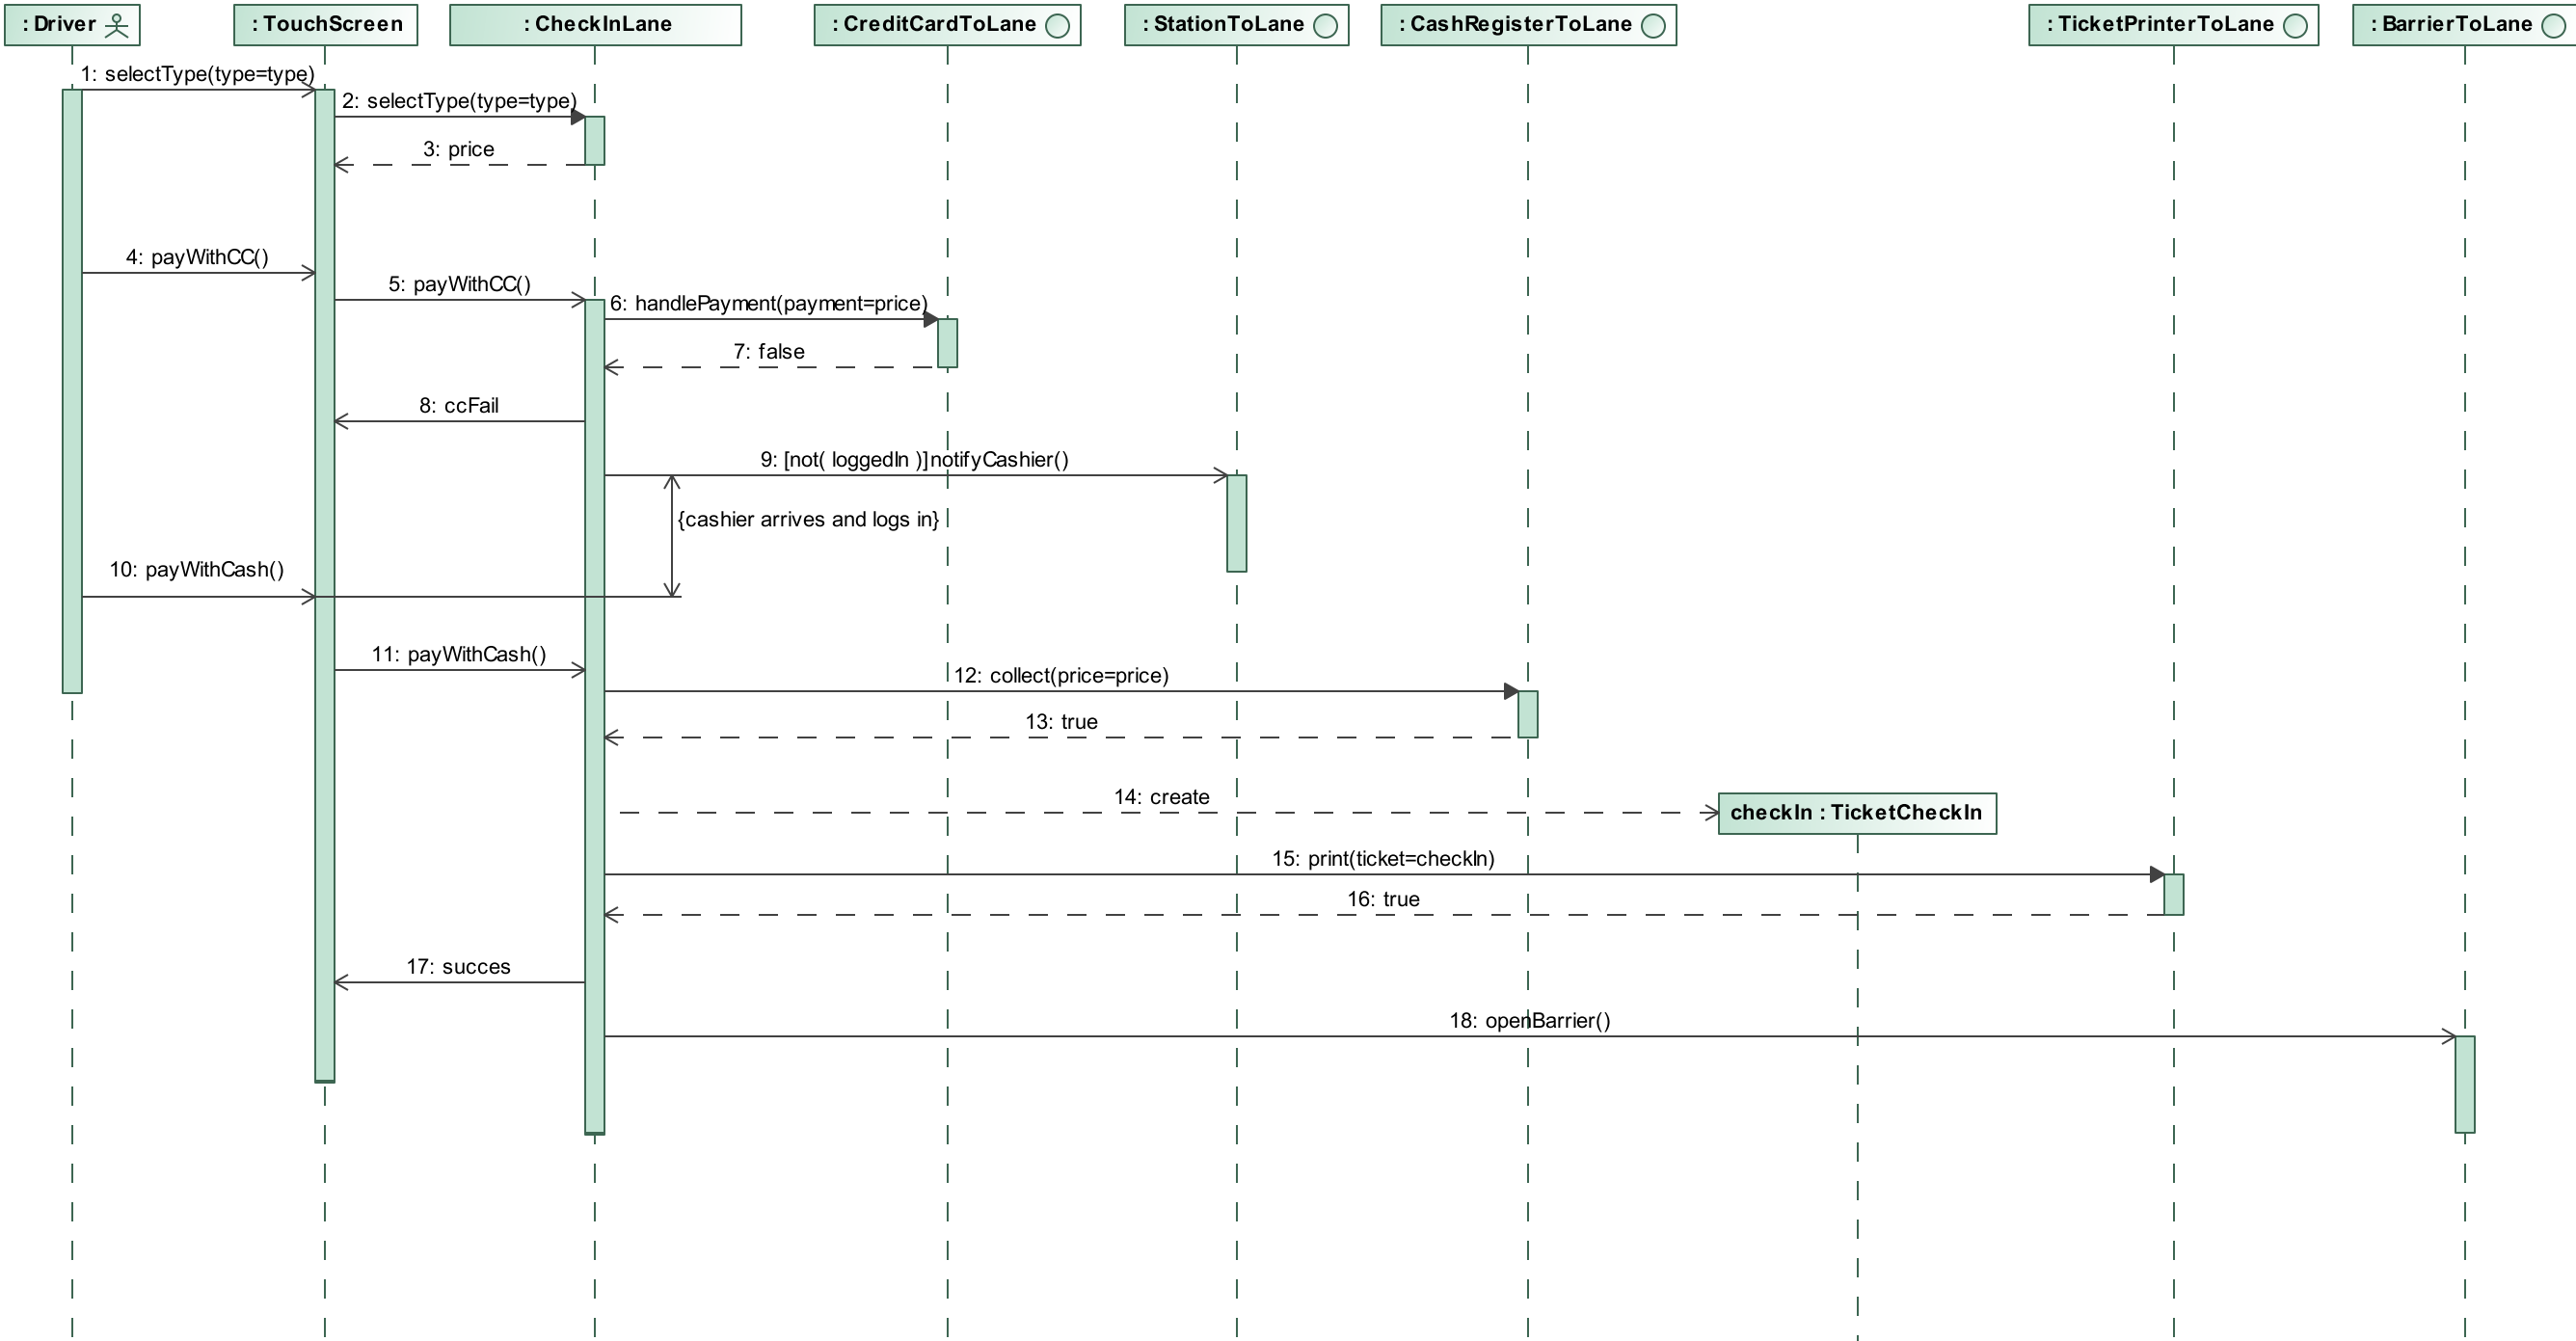 : Driver
: TouchScreen
: CheckInLane
: CreditCardToLane
: StationToLane
: CashRegisterToLane
: TicketPrinterToLane
: BarrierToLane
1: selectType(type=type)
2: selectType(type=type)
3: price
4: payWithCC()
5: payWithCC()
6: handlePayment(payment=price)
7: false
8: ccFail
9: [not( loggedIn )]notifyCashier()
{cashier arrives and logs in}
10: payWithCash()
11: payWithCash()
12: collect(price=price)
13: true
14: create
checkIn : TicketCheckIn
15: print(ticket=checkIn)
16: true
17: succes
18: openBarrier()